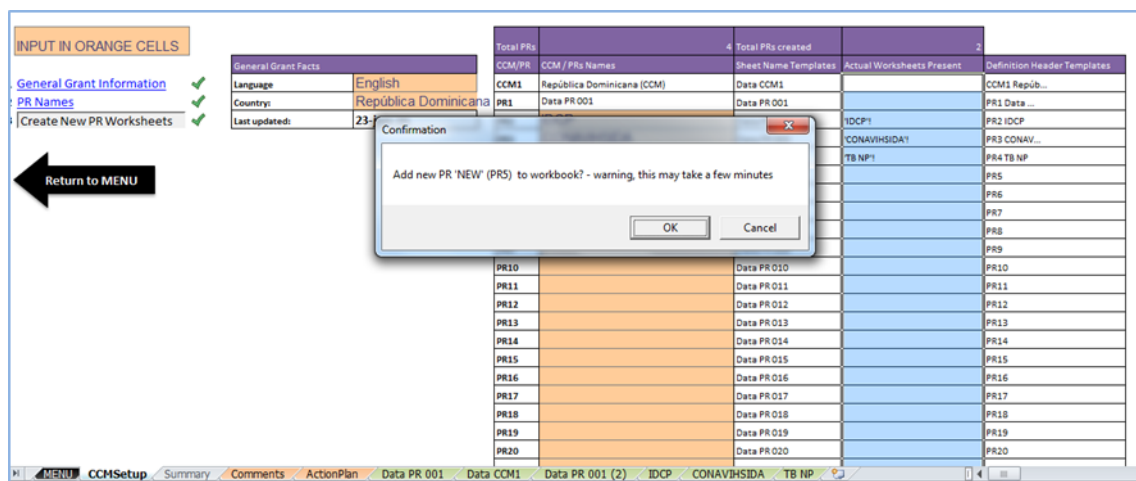 INPUT IN ORANGE CELLS
General Grant Information
PR Names
Create New PR Worksheets
Return to MENU
General Grant Facts
Language English
Country: República Dominicana
Last updated: 23-
Total PRs 4 Total PRs created 2
CCM/PR CCM / PRs Names Sheet Name Templates Actual Worksheets Present Definition Header Templates
CCM1 República Dominicana (CCM) Data CCM1 CCM1 Repúb...
PR1 Data PR 001 Data PR 001 PR1 Data ...
'IDCP'! PR2 IDCP
'CONAVIHSIDA'! PR3 CONAV...
'TB NP'! PR4 TB NP
PR5
PR6
PR7
PR8
PR9
PR10 Data PR 010 PR10
PR11 Data PR 011 PR11
PR12 Data PR 012 PR12
PR13 Data PR 013 PR13
PR14 Data PR 014 PR14
PR15 Data PR 015 PR15
PR16 Data PR 016 PR16
PR17 Data PR 017 PR17
PR18 Data PR 018 PR18
PR19 Data PR 019 PR19
PR20 Data PR 020 PR20
Confirmation
Add new PR 'NEW' (PR5) to workbook? - warning, this may take a few minutes
OK Cancel
MENU CCMSetup Summary Comments ActionPlan Data PR 001 Data CCM1 Data PR 001 (2) IDCP CONAVIHSIDA TB NP